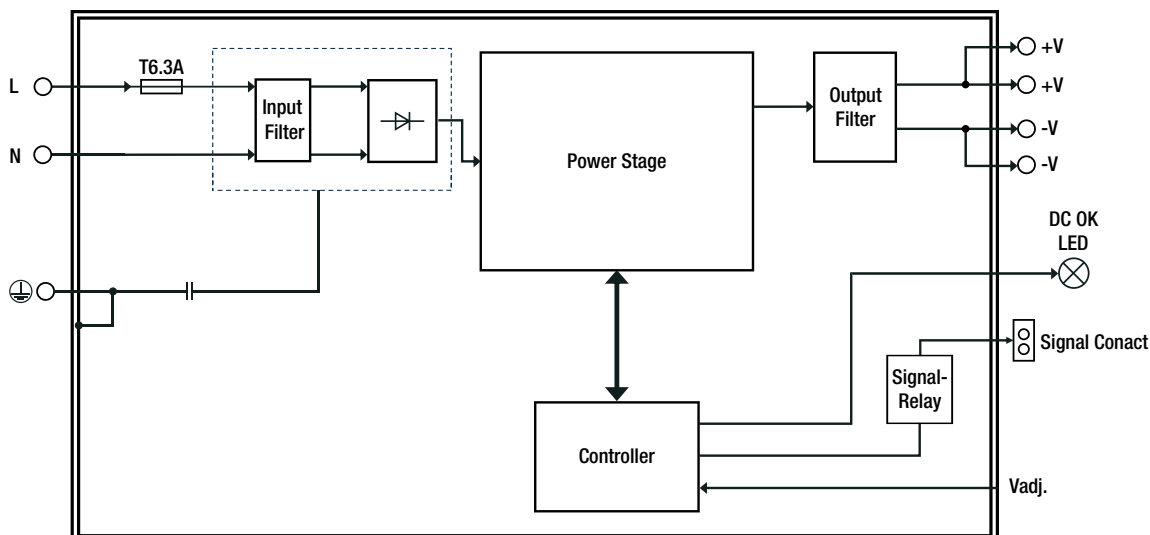 L
T6.3A
N
Input
Filter
Power Stage
Output
Filter
+V
+V
-V
-V
DC OK
LED
Signal Conact
Signal-
Relay
Controller
Vadj.